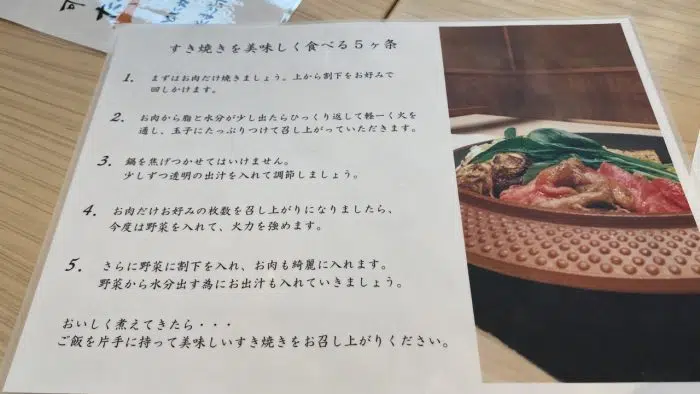 すき焼きを美味しく食べる5ヶ条
1. まずはお肉だけ焼きましょう。上から割下をお好みで
回しかけます。
2. お肉から脂と水分が少し出たらひっくり返して軽一く火を
通し、玉子にたっぷりつけて召し上がっていただきます。
3. 鍋を焦げつかせてはいけません。
少しずつ透明の出汁を入れて調節しましょう。
4. お肉だけお好みの枚数を召し上がりになりましたら、
今度は野菜を入れて、火力を強めます。
5. さらに野菜に割下を入れ、お肉も綺麗に入れます。
野菜から水分出す為にお出汁も入れていきましょう。
おいしく煮えてきたら・・・
ご飯を片手に持って美味しいすき焼きをお召し上がりください。